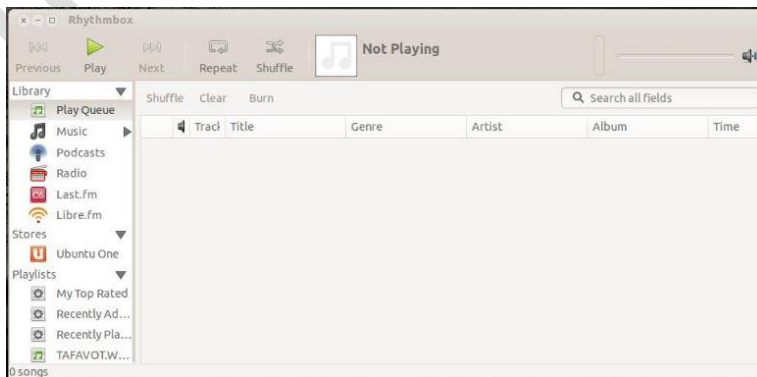 Rhythmbox
Previous Play Next Repeat Shuffle
Not Playing
Library
Play Queue
Music
Podcasts
Radio
Last.fm
Libre.fm
Stores
Ubuntu One
Playlists
My Top Rated
Recently Ad...
Recently Pla...
TAFAVOT.W...
Shuffle Clear Burn
Search all fields
Track Title Genre Artist Album Time
0 songs